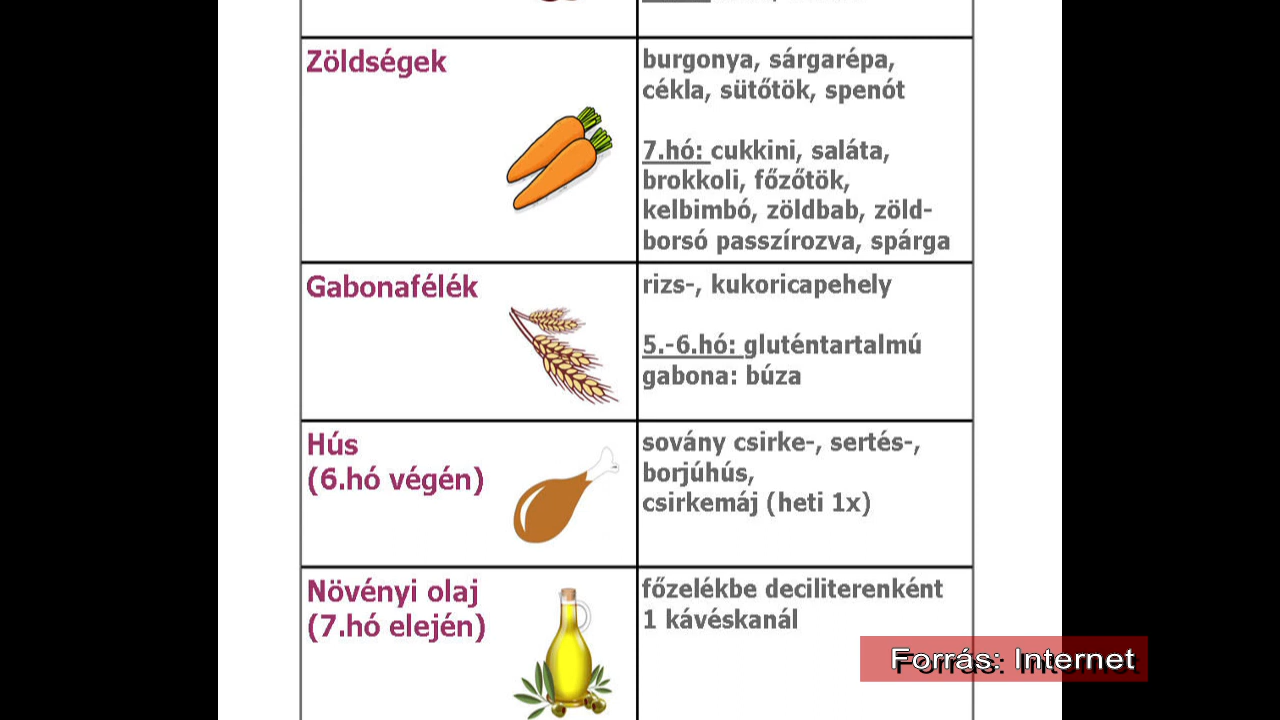 Zöldségek
burgonya, sárgarépa,
cékla, sütőtök, spenót
7.hó: cukkini, saláta,
brokkoli, főzőtök,
kelbimbó, zöldbab, zöld-
borsó passzírozva, spárga
Gabonafélék
rizs-, kukoricapehely
5.-6.hó: gluténtartalmú
gabona: búza
Hús
(6.hó végén)
sovány csirke-, sertés-,
borjúhús,
csirkemáj (heti 1x)
Növényi olaj
(7.hó elején)
főzelékbe deciliterenként
1 kávéskanál
Forrás: Internet